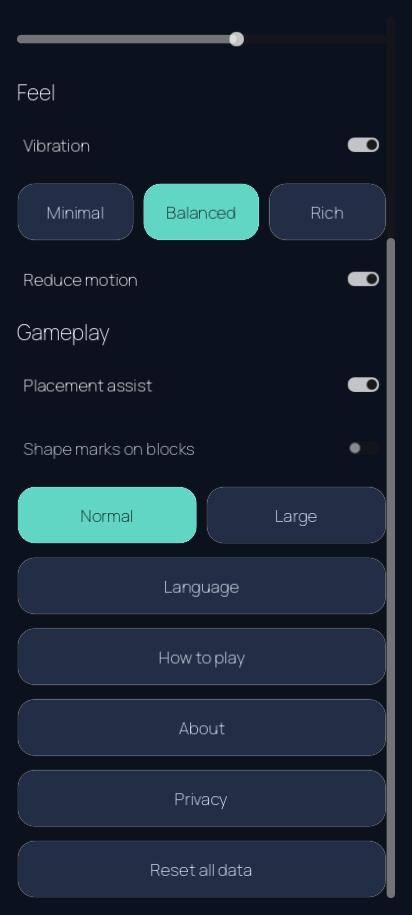 Feel
Vibration
Minimal
Balanced
Rich
Reduce motion
Gameplay
Placement assist
Shape marks on blocks
Normal
Large
Language
How to play
About
Privacy
Reset all data